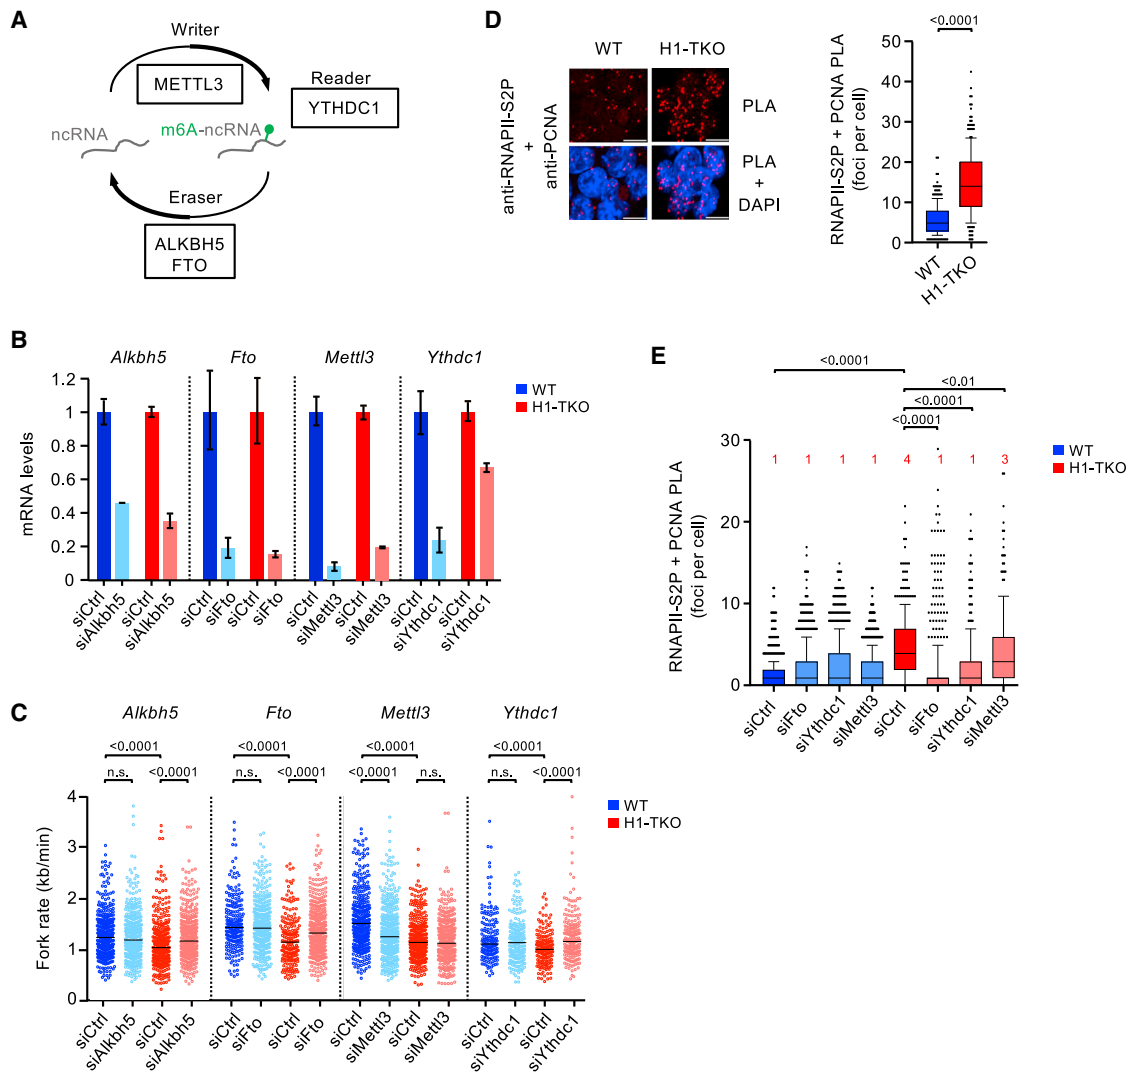 A
Writer
METTL3
Reader
YTHDC1
ncRNA
m6A-ncRNA
Eraser
ALKBH5
FTO
D
WT
H1-TKO
anti-RNAPII-S2P
+
anti-PCNA
PLA
PLA
+
DAPI
<0.0001
RNAPII-S2P + PCNA PLA
(foci per cell)
50
40
30
20
10
0
WT
H1-TKO
B
Alkbh5
Fto
Mettl3
Ythdc1
mRNA levels
1.2
1
0.8
0.6
0.4
0.2
0
WT
H1-TKO
siCtrl
siAlkbh5
siCtrl
siAlkbh5
siCtrl
siFto
siCtrl
siFto
siCtrl
siMettl3
siCtrl
siMettl3
siCtrl
siYthdc1
siCtrl
siYthdc1
E
<0.0001
<0.01
<0.0001
<0.0001
RNAPII-S2P + PCNA PLA
(foci per cell)
30
20
10
0
1 1 1 1 4 1 1 3
WT
H1-TKO
siCtrl
siFto
siYthdc1
siMettl3
siCtrl
siFto
siYthdc1
siMettl3
C
Alkbh5
Fto
Mettl3
Ythdc1
<0.0001
<0.0001
<0.0001
<0.0001
n.s.
<0.0001
n.s.
<0.0001
<0.0001
n.s.
n.s.
<0.0001
Fork rate (kb/min)
4
3
2
1
0
WT
H1-TKO
siCtrl
siAlkbh5
siCtrl
siAlkbh5
siCtrl
siFto
siCtrl
siFto
siCtrl
siMettl3
siCtrl
siMettl3
siCtrl
siYthdc1
siCtrl
siYthdc1